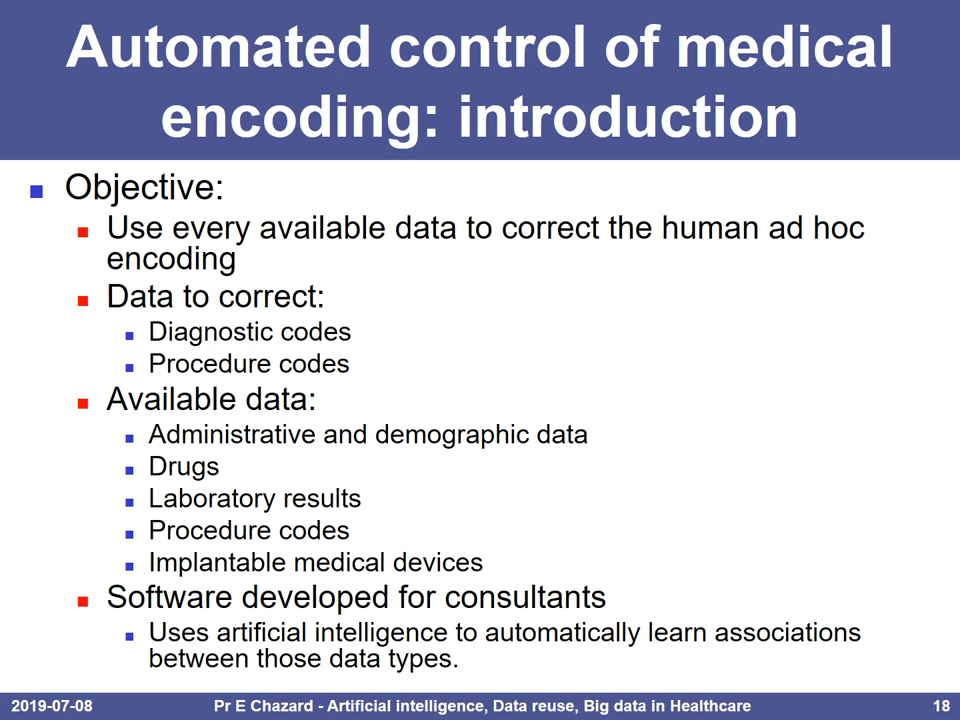 Automated control of medical
encoding: introduction
Objective:
Use every available data to correct the human ad hoc
encoding
Data to correct:
Diagnostic codes
Procedure codes
Available data:
Administrative and demographic data
Drugs
Laboratory results
Procedure codes
Implantable medical devices
Software developed for consultants
Uses artificial intelligence to automatically learn associations
between those data types.
2019-07-08 Pr E Chazard - Artificial intelligence, Data reuse, Big data in Healthcare 18